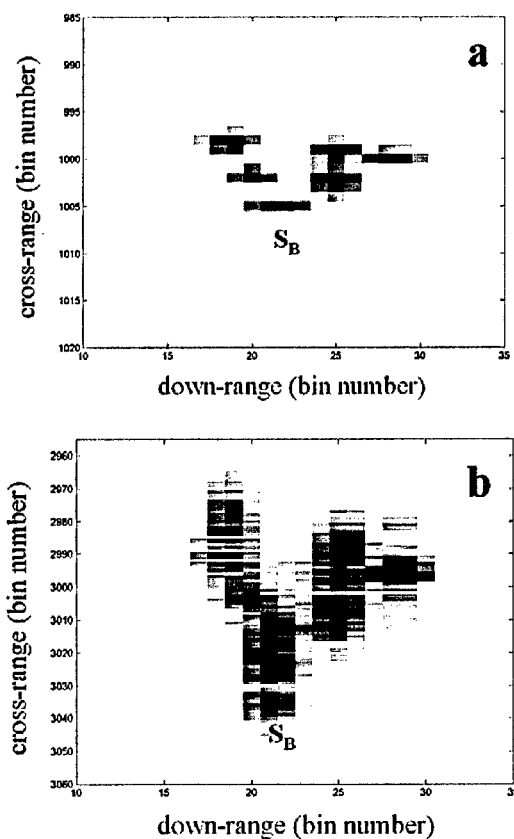 a
985
990
995
1000
1005
1010
1015
1020
cross-range (bin number)
S_B
10 15 20 25 30 35
down-range (bin number)
b
2960
2970
2980
2990
3000
3010
3020
3030
3040
3050
3060
cross-range (bin number)
S_B
10 15 20 25 30 35
down-range (bin number)